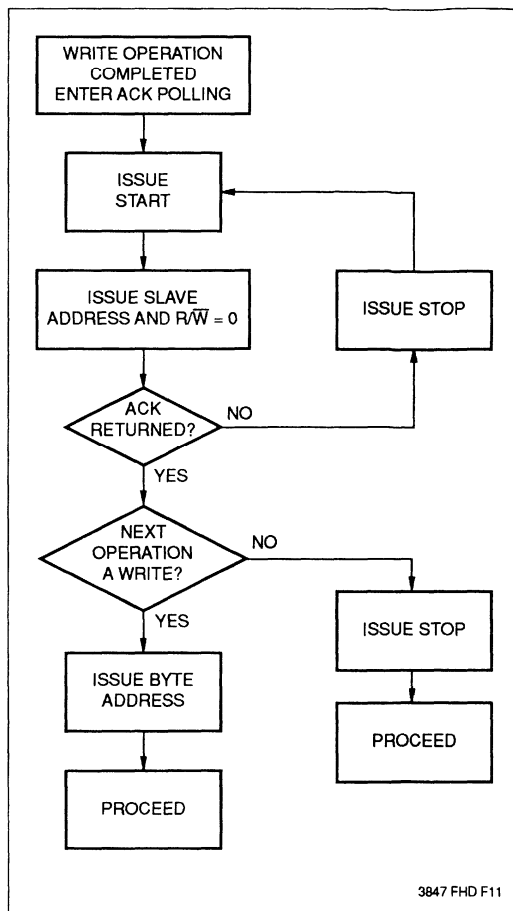 WRITE OPERATION
COMPLETED
ENTER ACK POLLING
ISSUE
START
ISSUE SLAVE
ADDRESS AND R/W̅ = 0
ISSUE STOP
ACK
RETURNED?
NO
YES
NEXT
OPERATION
A WRITE?
NO
YES
ISSUE STOP
ISSUE BYTE
ADDRESS
PROCEED
PROCEED
3847 FHD F11